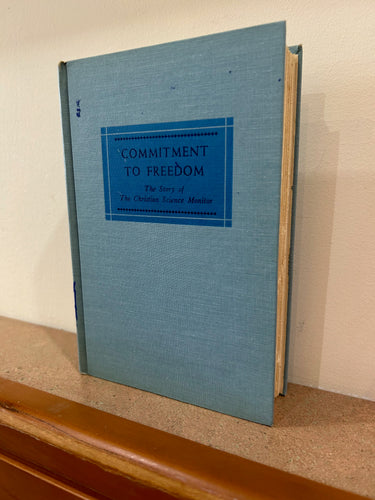 COMMITMENT
TO FREEDOM
The Story of
The Christian Science Monitor